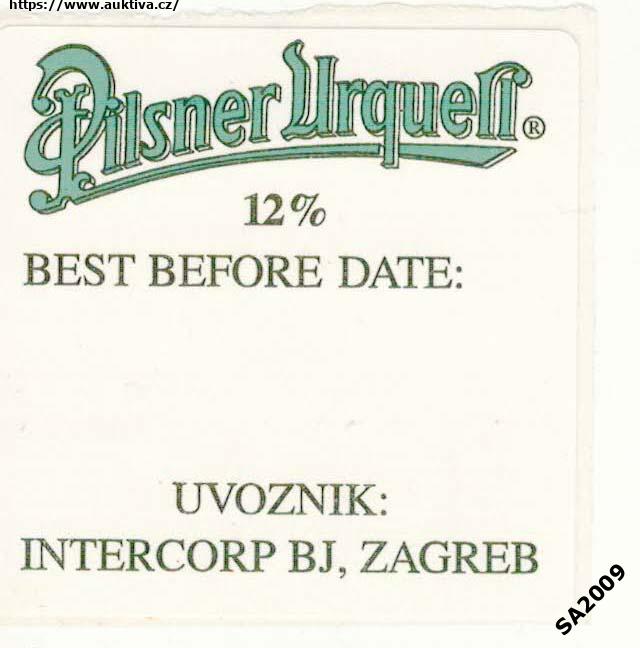 https://www.auktiva.cz/
Pilsner Urquell®
12%
BEST BEFORE DATE:
UVOZNIK:
INTERCORP BJ, ZAGREB
SA2009